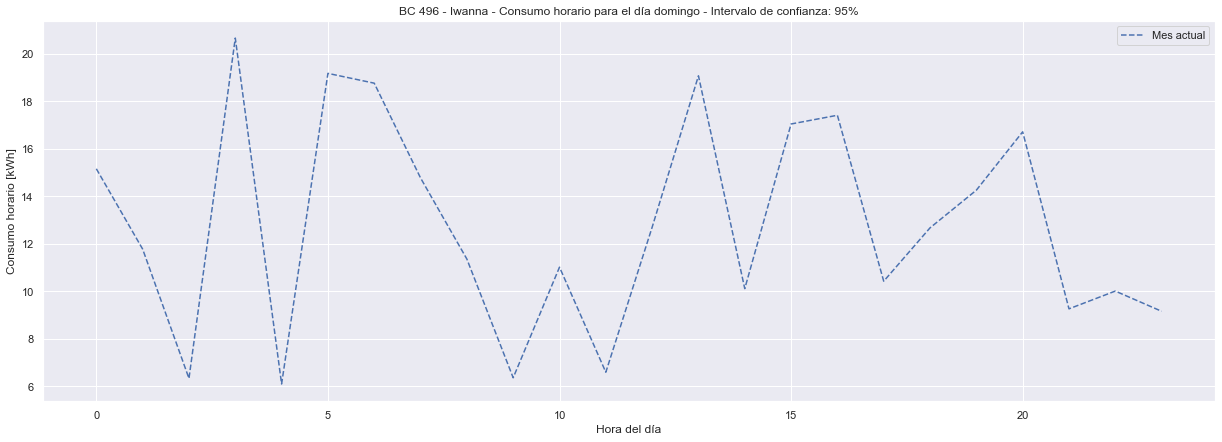 BC 496 - Iwanna - Consumo horario para el día domingo - Intervalo de confianza: 95%
Mes actual
Consumo horario [kWh]
20
18
16
14
12
10
8
6
0 5 10 15 20
Hora del día